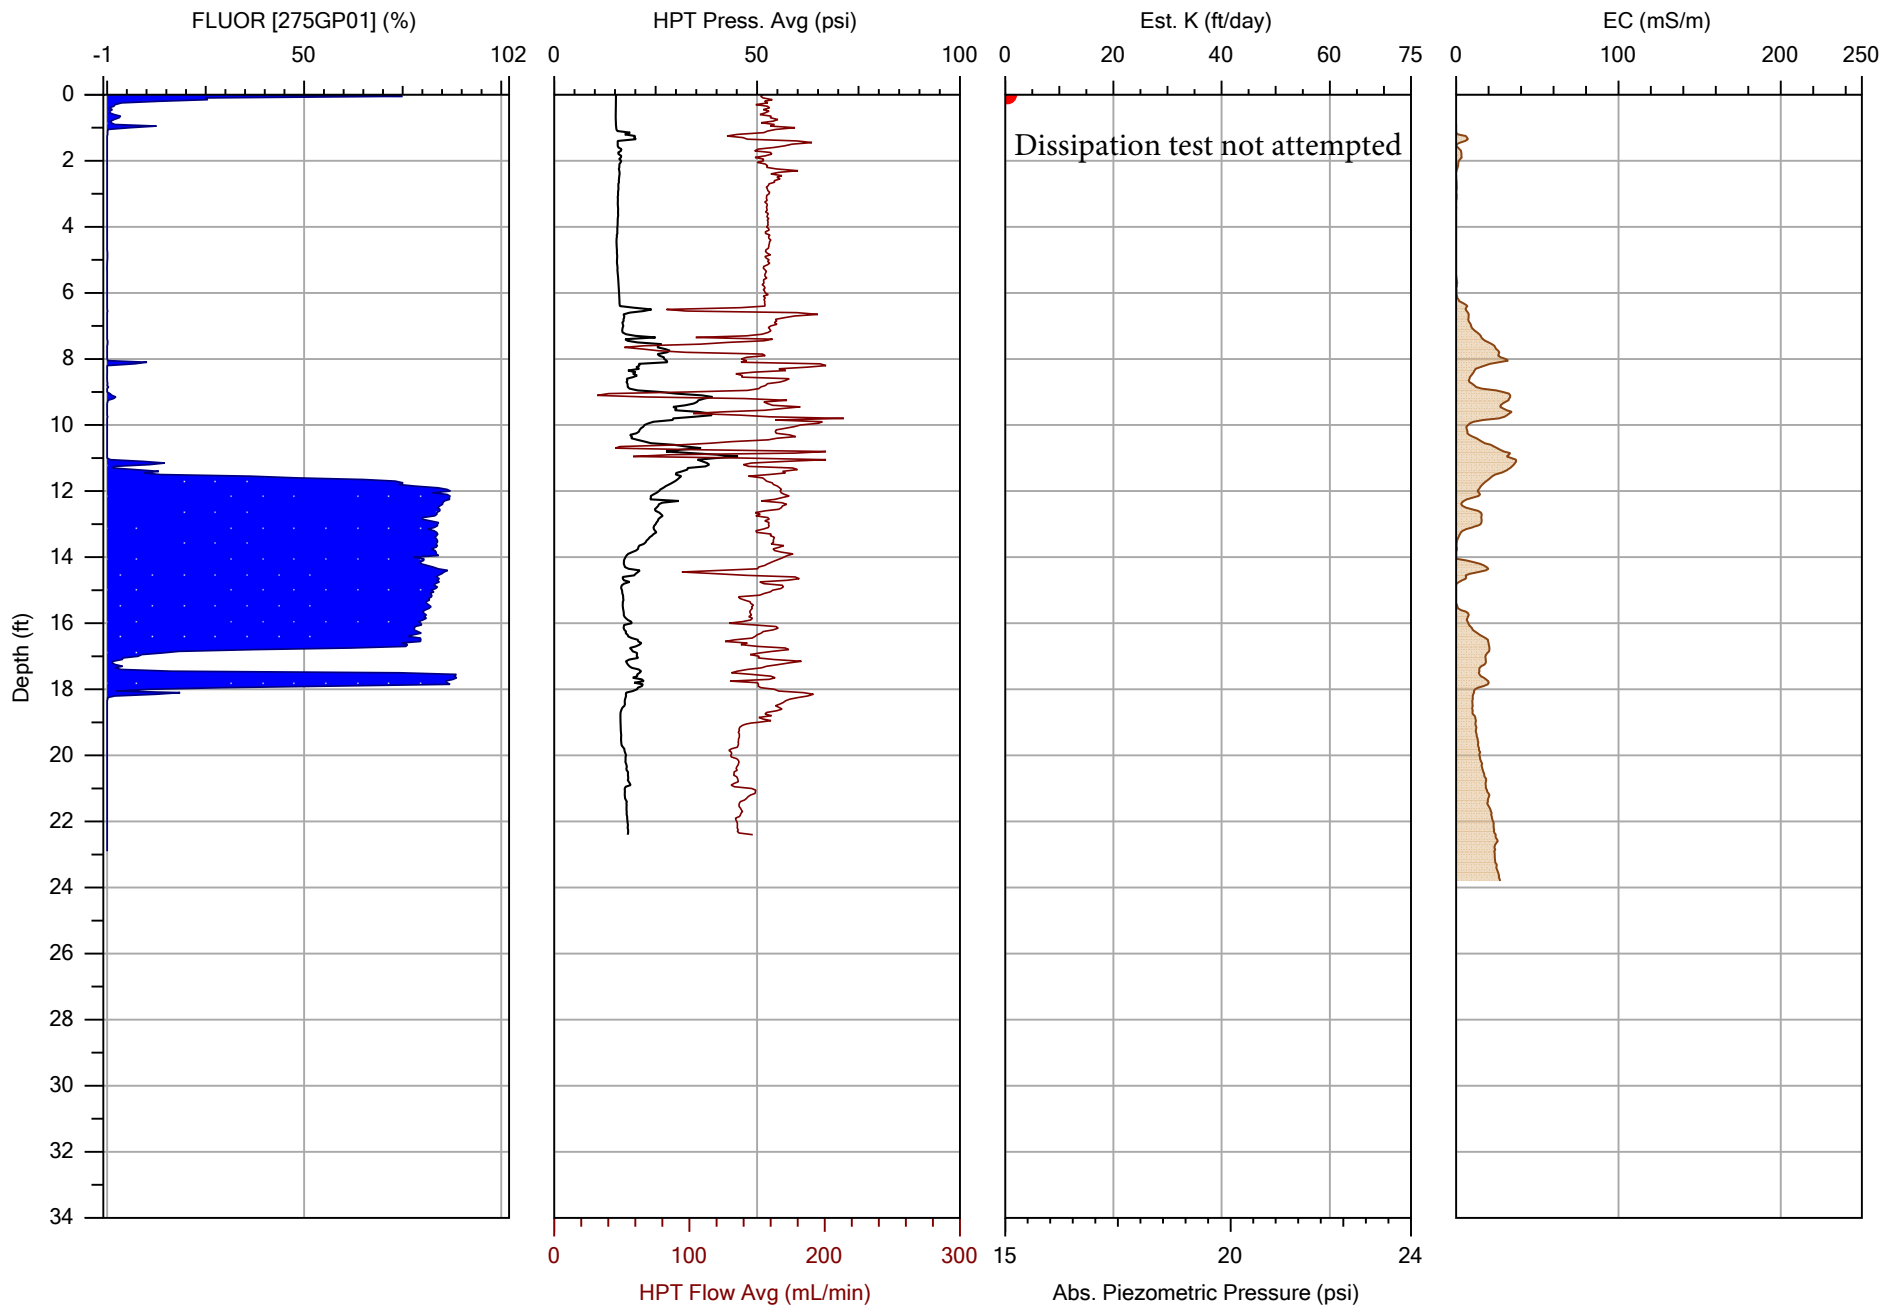 FLUOR [275GP01] (%)
HPT Press. Avg (psi)
Est. K (ft/day)
EC (mS/m)
-1 50 102
0 50 100
0 20 40 60 75
0 100 200 250
Dissipation test not attempted
Depth (ft)
0
2
4
6
8
10
12
14
16
18
20
22
24
26
28
30
32
34
0 100 200 300
HPT Flow Avg (mL/min)
15 20 24
Abs. Piezometric Pressure (psi)